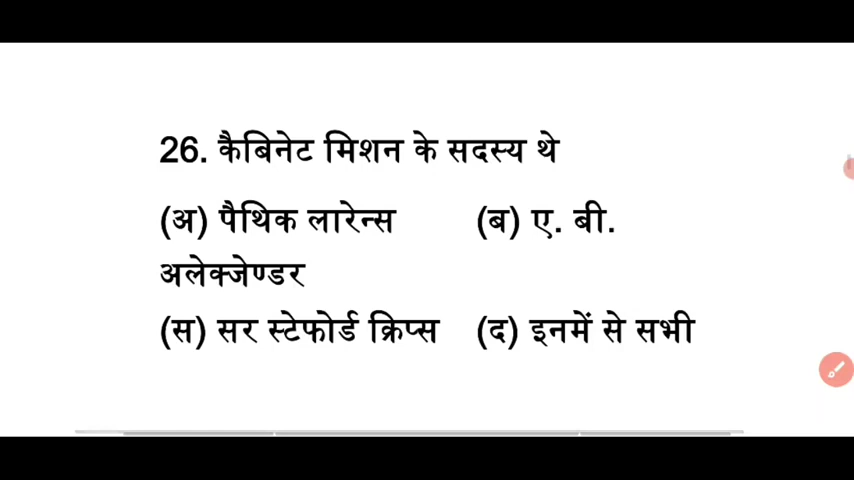 26. कैबिनेट मिशन के सदस्य थे
(अ) पैथिक लारेन्स (ब) ए. बी.
अलेक्जेण्डर
(स) सर स्टेफोर्ड क्रिप्स (द) इनमें से सभी